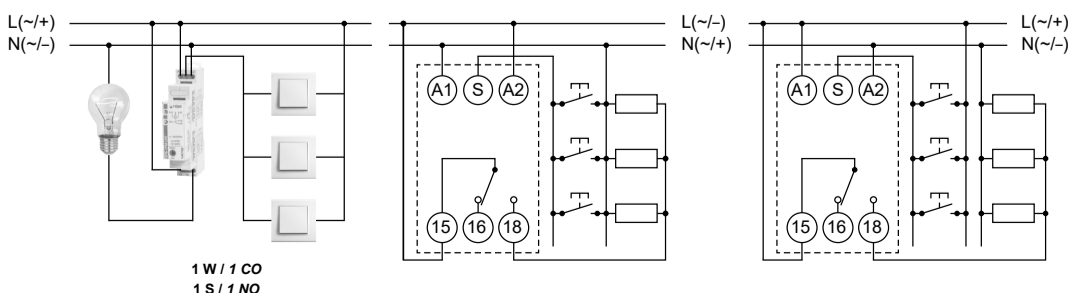 L(~/+)
N(~/–)
L(~/–)
N(~/+)
L(~/+)
N(~/–)
A1 S A2
A1 S A2
15 16 18
15 16 18
1 W / 1 CO
1 S / 1 NO